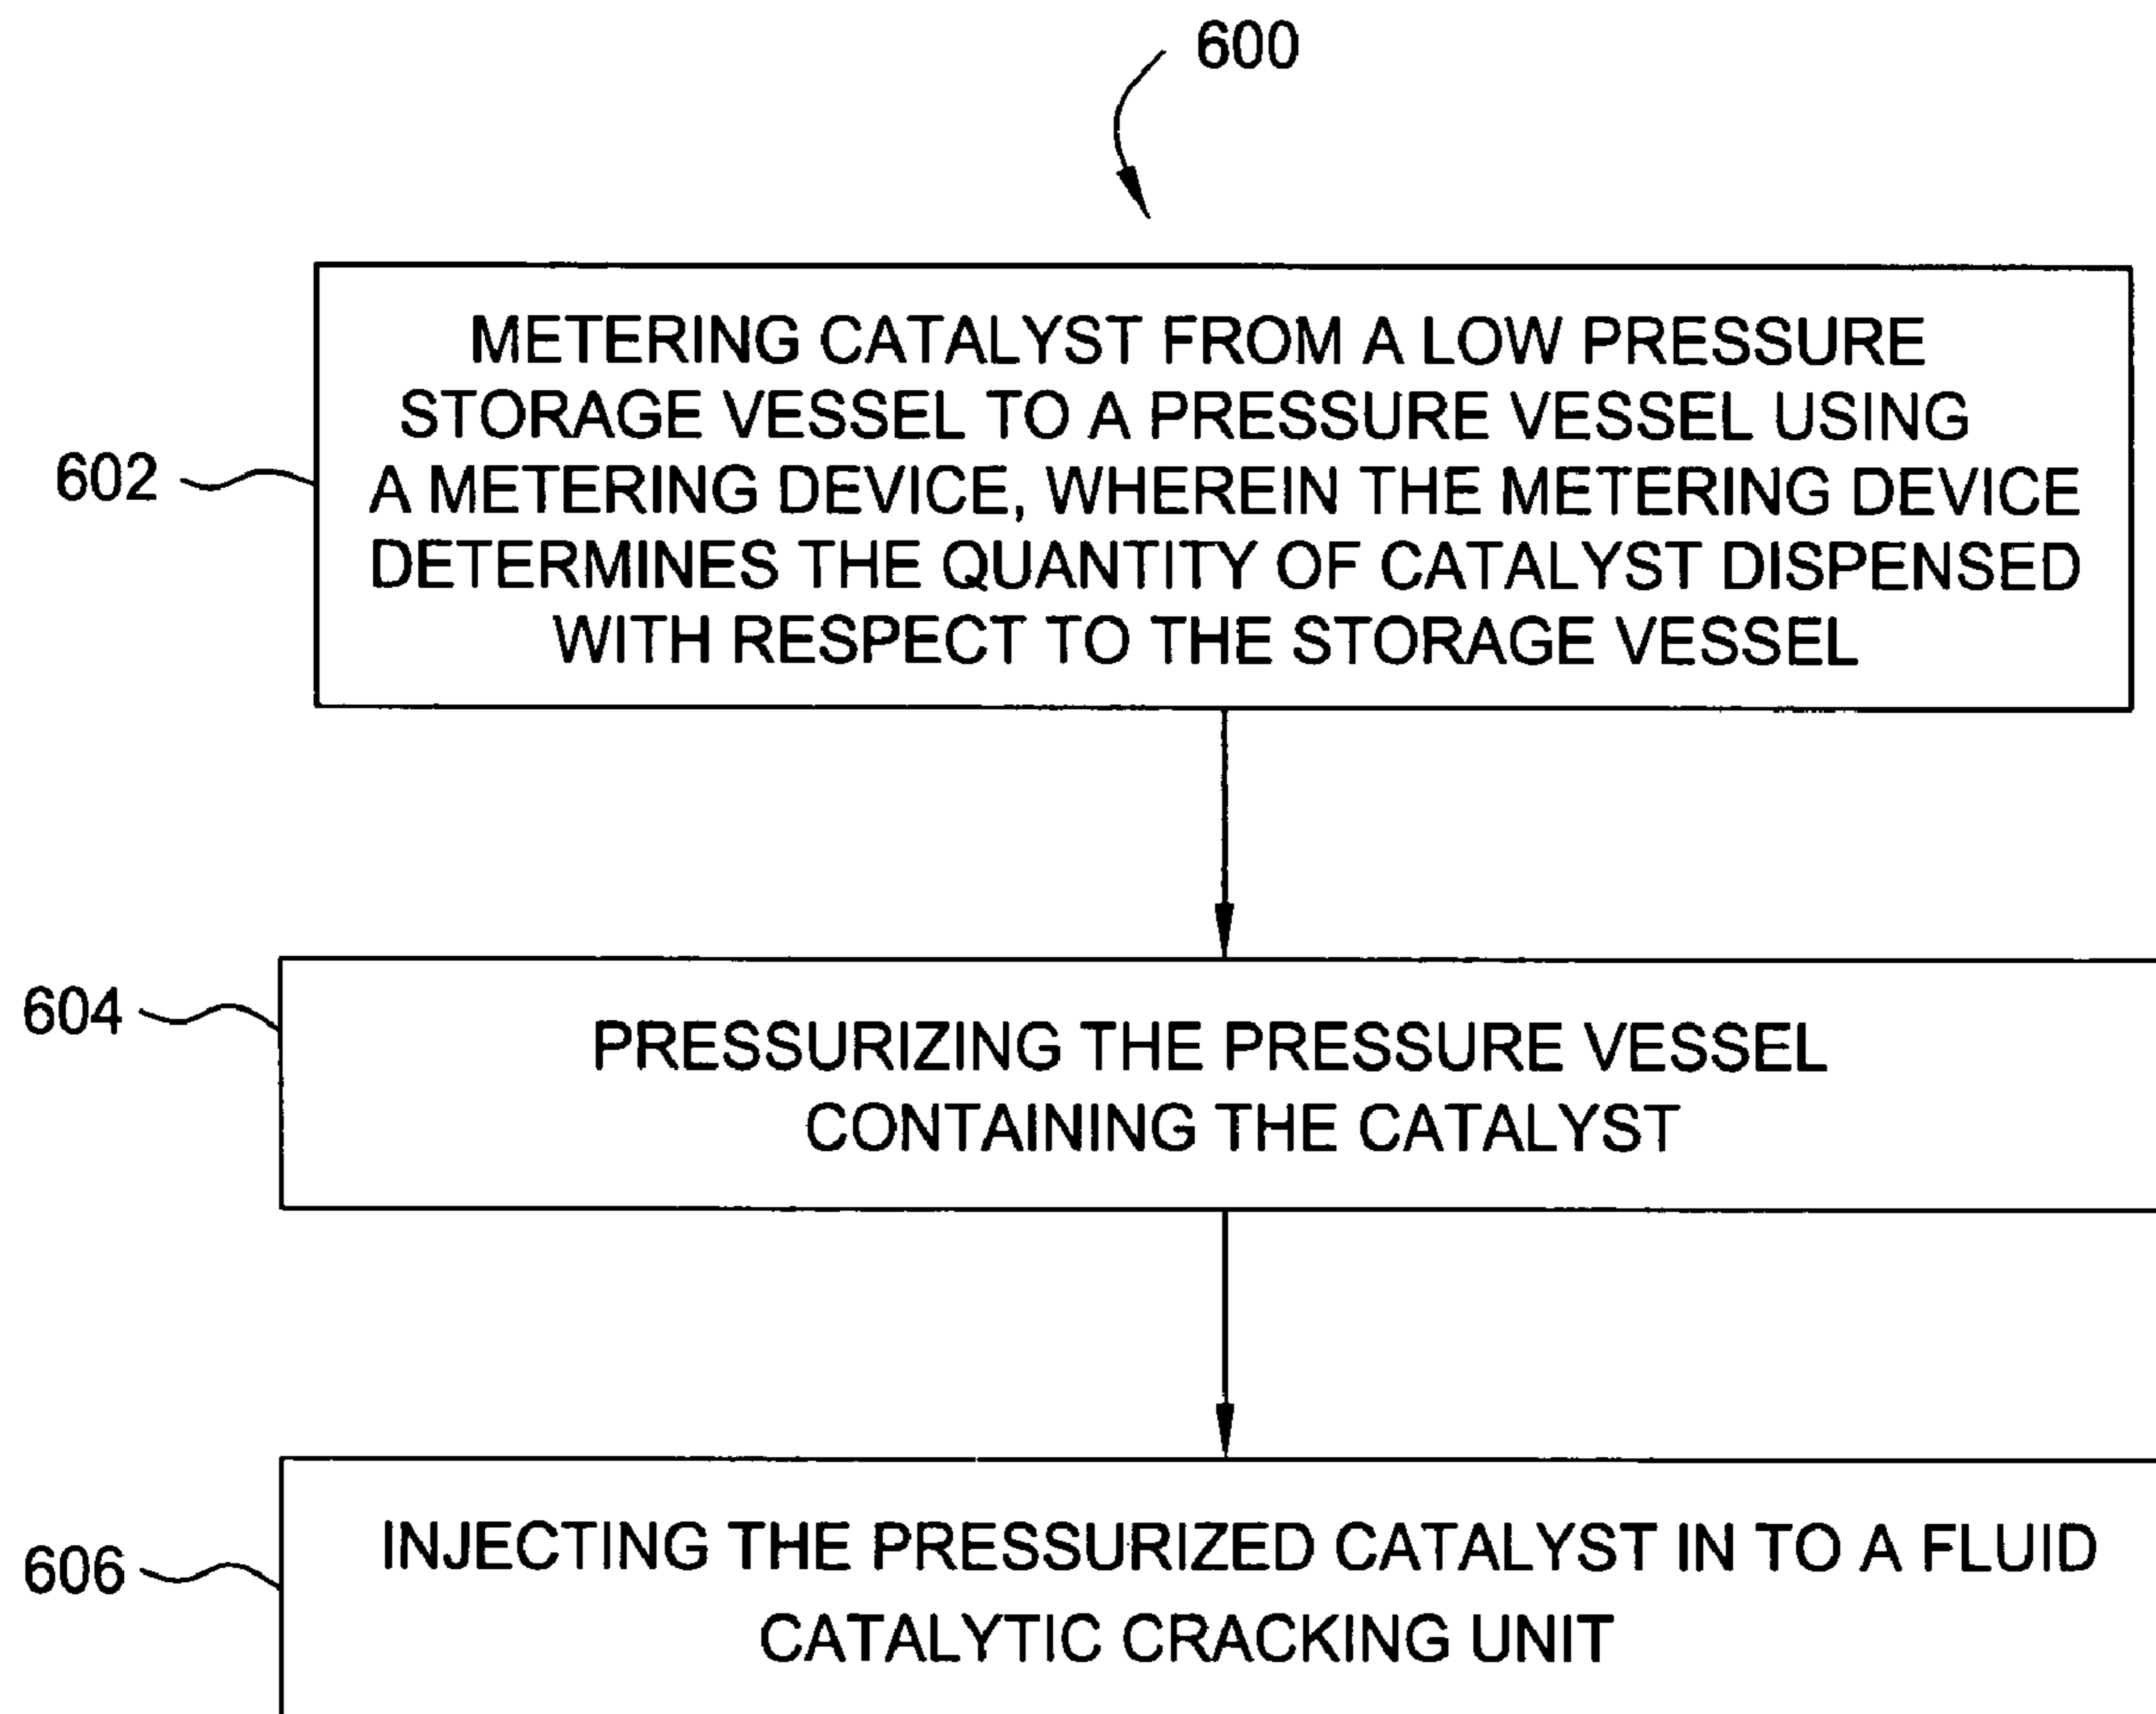 600
602
METERING CATALYST FROM A LOW PRESSURE
STORAGE VESSEL TO A PRESSURE VESSEL USING
A METERING DEVICE, WHEREIN THE METERING DEVICE
DETERMINES THE QUANTITY OF CATALYST DISPENSED
WITH RESPECT TO THE STORAGE VESSEL
604
PRESSURIZING THE PRESSURE VESSEL
CONTAINING THE CATALYST
606
INJECTING THE PRESSURIZED CATALYST IN TO A FLUID
CATALYTIC CRACKING UNIT